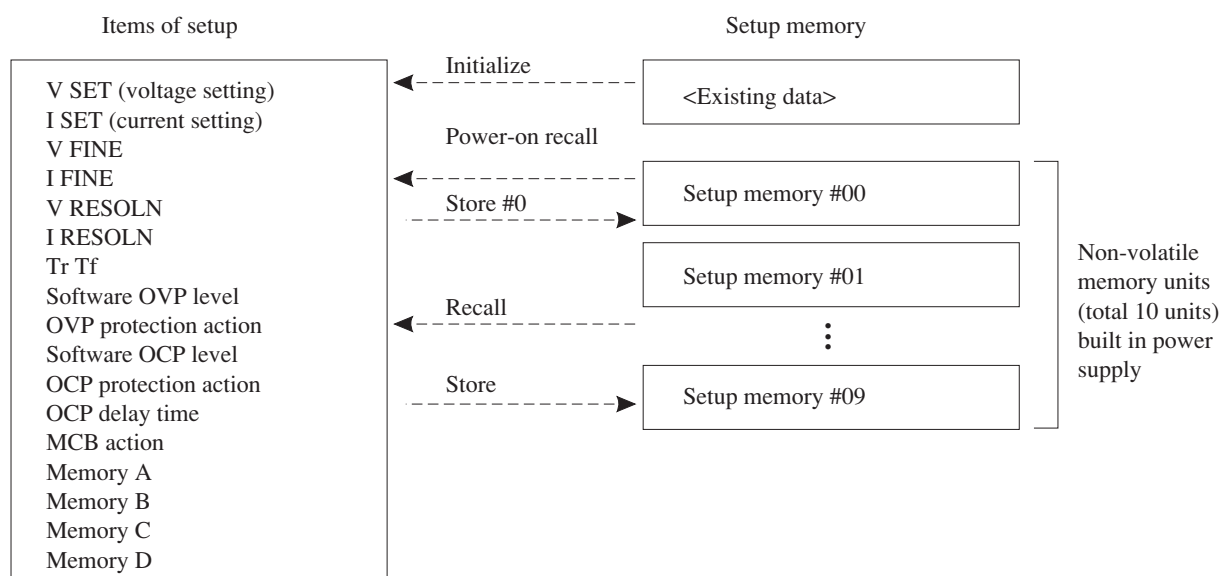 Items of setup
V SET (voltage setting)
I SET (current setting)
V FINE
I FINE
V RESOLN
I RESOLN
Tr Tf
Software OVP level
OVP protection action
Software OCP level
OCP protection action
OCP delay time
MCB action
Memory A
Memory B
Memory C
Memory D
Initialize
Power-on recall
Store #0
Recall
Store
Setup memory
<Existing data>
Setup memory #00
Setup memory #01
Setup memory #09
Non-volatile
memory units
(total 10 units)
built in power
supply